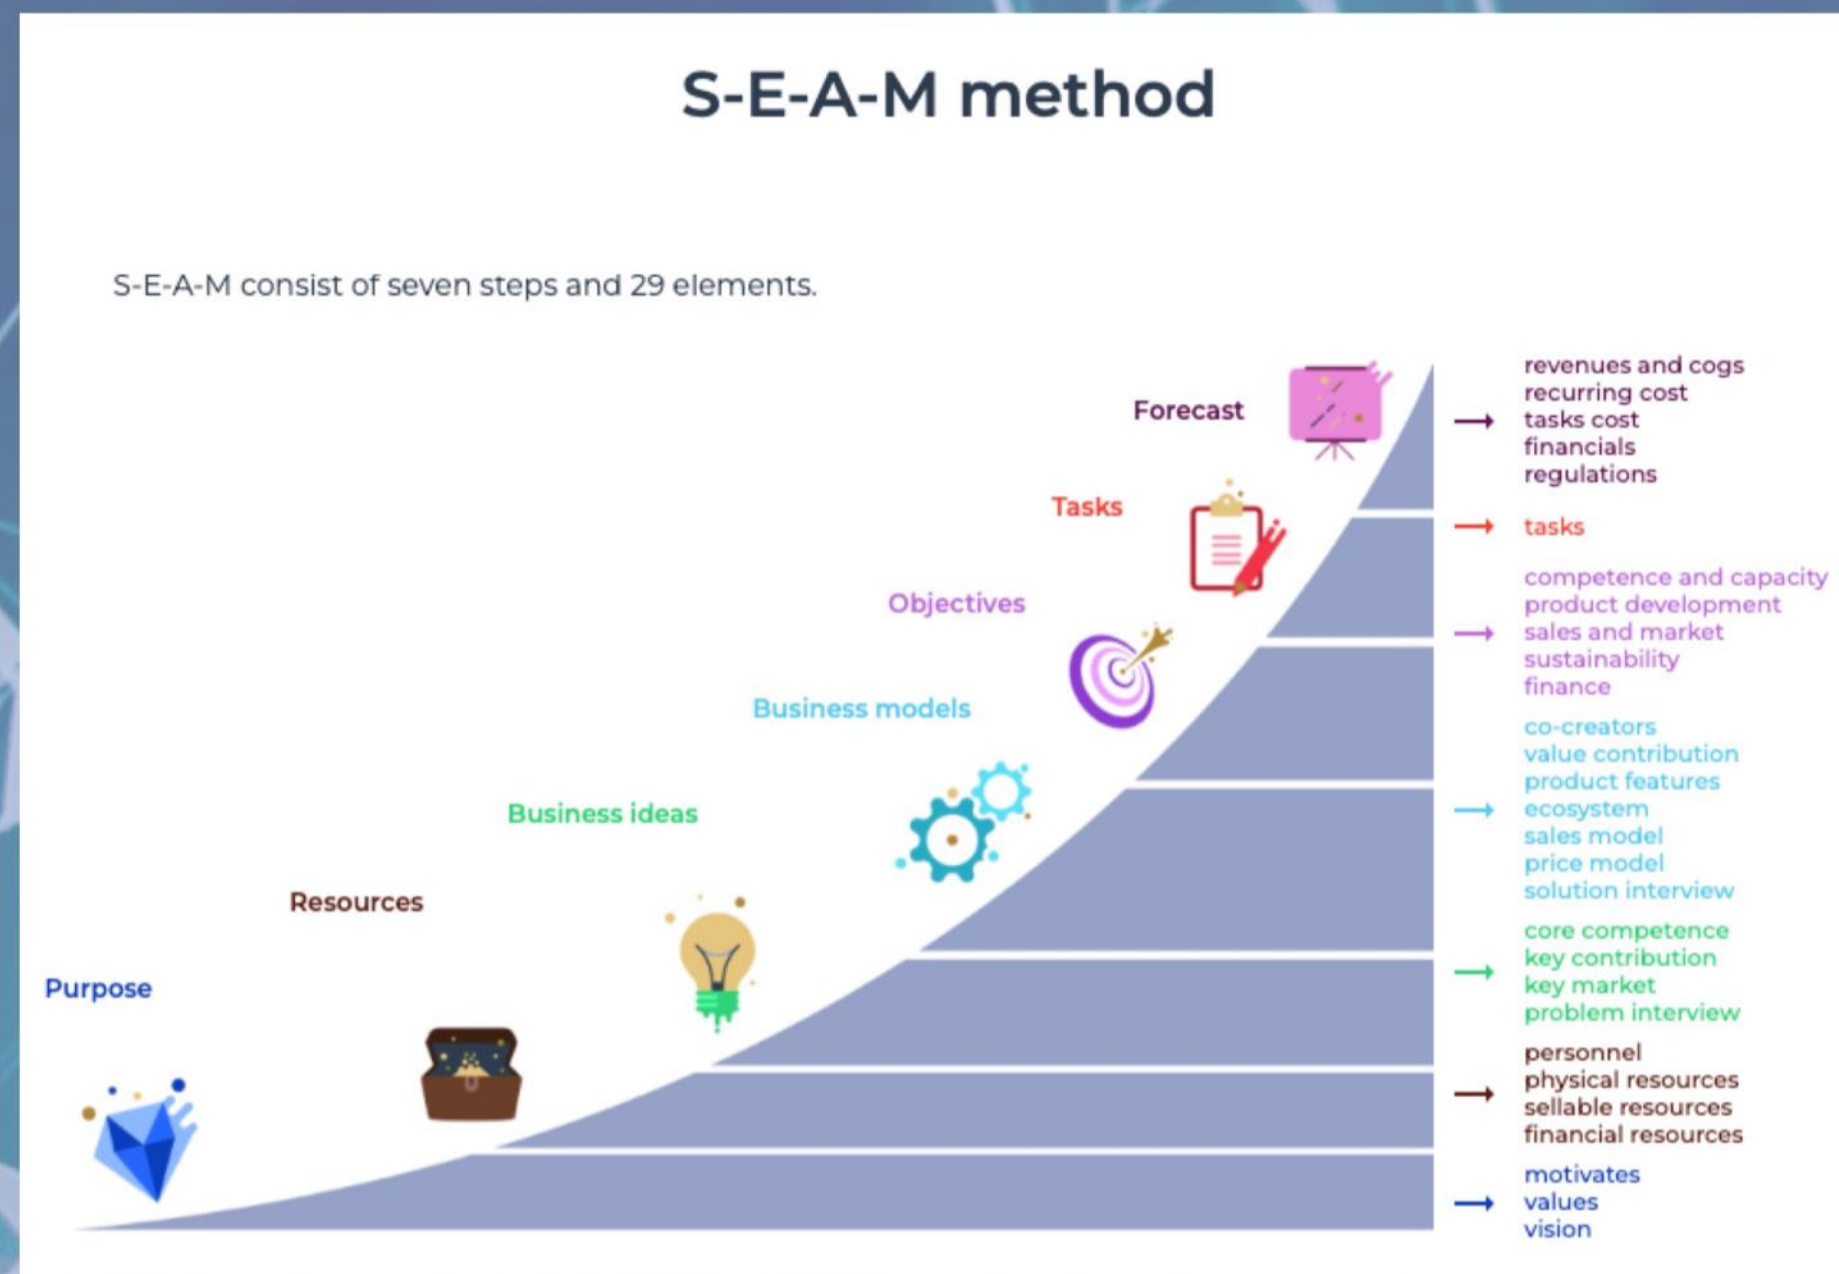 S-E-A-M method
S-E-A-M consist of seven steps and 29 elements.
Forecast
revenues and cogs
recurring cost
tasks cost
financials
regulations
Tasks
tasks
Objectives
competence and capacity
product development
sales and market
sustainability
finance
Business models
co-creators
value contribution
product features
ecosystem
sales model
price model
solution interview
Business ideas
core competence
key contribution
key market
problem interview
Resources
personnel
physical resources
sellable resources
financial resources
Purpose
motivates
values
vision